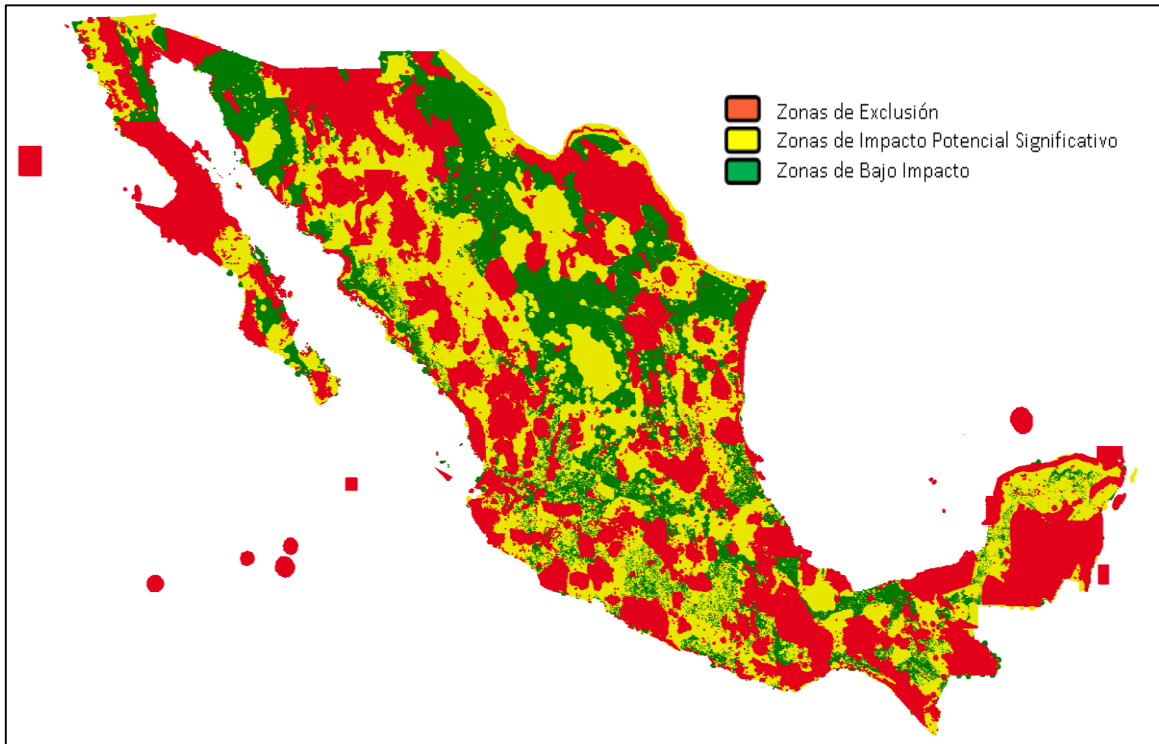 Zonas de Exclusión
Zonas de Impacto Potencial Significativo
Zonas de Bajo Impacto